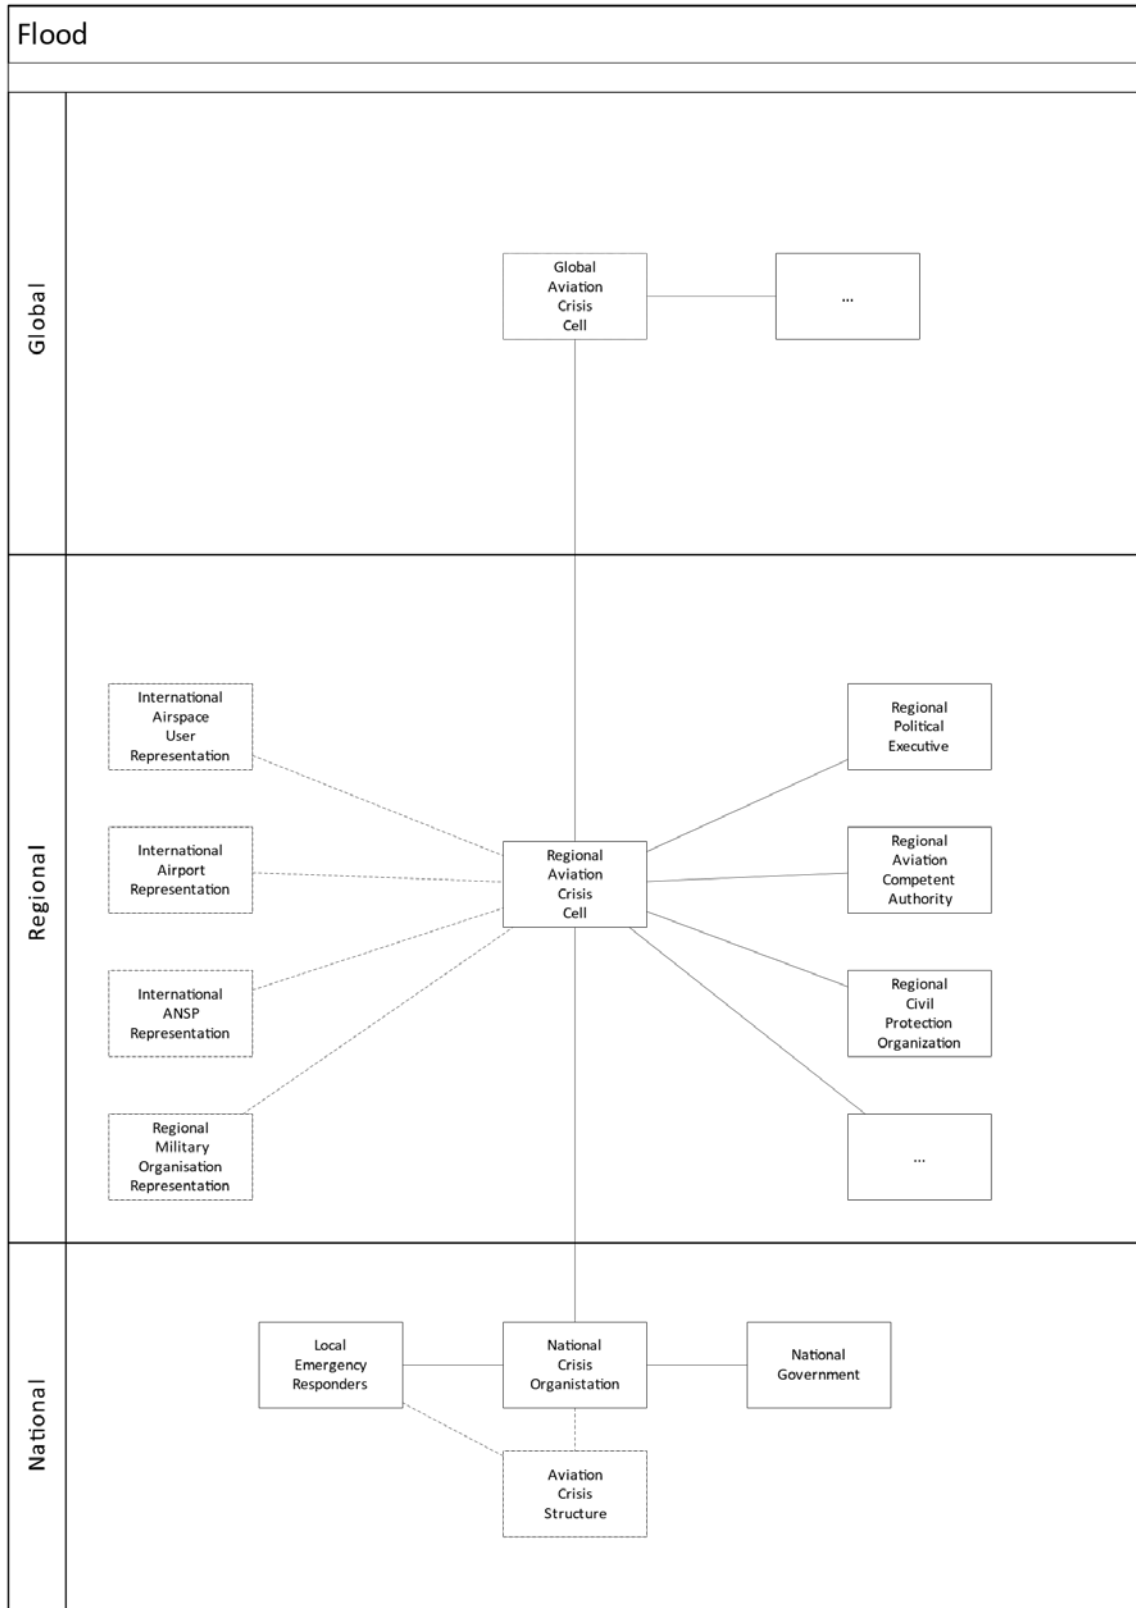 Flood
Global
Global
Aviation
Crisis
Cell
...
Regional
International
Airspace
User
Representation
Regional
Political
Executive
International
Airport
Representation
Regional
Aviation
Crisis
Cell
Regional
Aviation
Competent
Authority
International
ANSP
Representation
Regional
Civil
Protection
Organization
Regional
Military
Organisation
Representation
...
National
Local
Emergency
Responders
National
Crisis
Organistation
National
Government
Aviation
Crisis
Structure